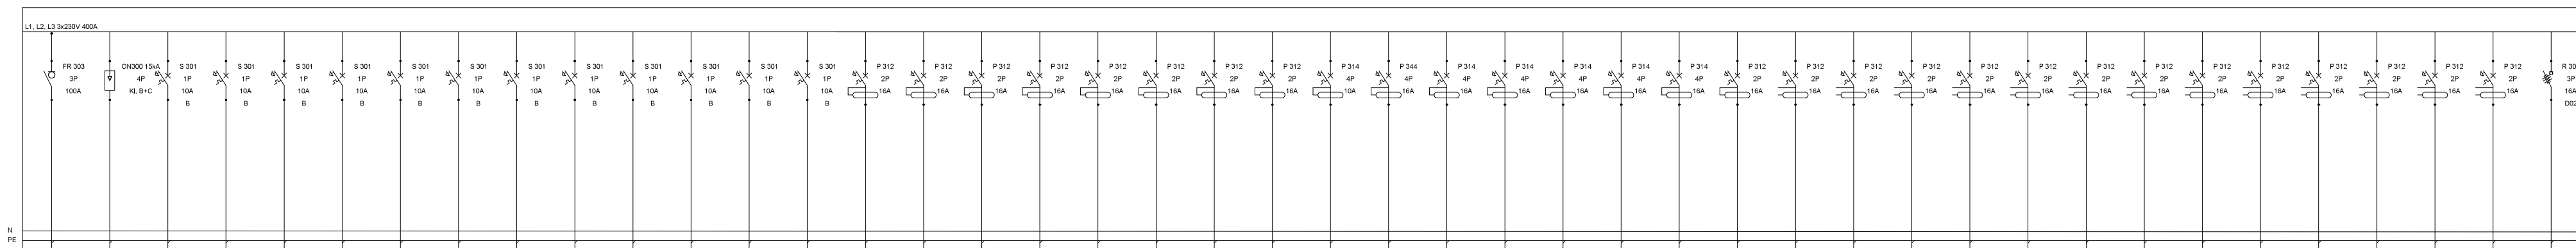 L1, L2, L3 3x230V 400A
FR 303
3P
100A
ON300 15kA
4P
Kl. B+C
S 301
1P
10A
B
S 301
1P
10A
B
S 301
1P
10A
B
S 301
1P
10A
B
S 301
1P
10A
B
S 301
1P
10A
B
S 301
1P
10A
B
S 301
1P
10A
B
S 301
1P
10A
B
S 301
1P
10A
B
S 301
1P
10A
B
S 301
1P
10A
B
P 312
2P
16A
P 312
2P
16A
P 312
2P
16A
P 312
2P
16A
P 312
2P
16A
P 312
2P
16A
P 312
2P
16A
P 312
2P
16A
P 314
4P
10A
P 344
4P
16A
P 314
4P
16A
P 314
4P
16A
P 314
4P
16A
P 314
4P
16A
P 314
4P
16A
P 312
2P
16A
P 312
2P
16A
P 312
2P
16A
P 312
2P
16A
P 312
2P
16A
P 312
2P
16A
P 312
2P
16A
P 312
2P
16A
P 312
2P
16A
P 312
2P
16A
P 312
2P
16A
P 312
2P
16A
P 312
2P
16A
P 312
2P
16A
R 30
3P
16A
D02
N
PE